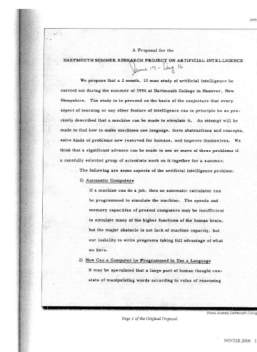 A Proposal for the
DARTMOUTH SUMMER RESEARCH PROJECT ON ARTIFICIAL INTELLIGENCE
June 17 - Aug. 16
We propose that a 2 month, 10 man study of artificial intelligence be
carried out during the summer of 1956 at Dartmouth College in Hanover, New
Hampshire. The study is to proceed on the basis of the conjecture that every
aspect of learning or any other feature of intelligence can in principle be so pre-
cisely described that a machine can be made to simulate it. An attempt will be
made to find how to make machines use language, form abstractions and concepts,
solve kinds of problems now reserved for humans, and improve themselves. We
think that a significant advance can be made in one or more of these problems if
a carefully selected group of scientists work on it together for a summer.
The following are some aspects of the artificial intelligence problem:
1) Automatic Computers
If a machine can do a job, then an automatic calculator can
be programmed to simulate the machine. The speeds and
memory capacities of present computers may be insufficient
to simulate many of the higher functions of the human brain,
but the major obstacle is not lack of machine capacity, but
our inability to write programs taking full advantage of what
we have.
2) How Can a Computer be Programmed to Use a Language
It may be speculated that a large part of human thought con-
sists of manipulating words according to rules of reasoning
Photo courtesy Dartmouth College
Page 1 of the Original Proposal.
WINTER 2006